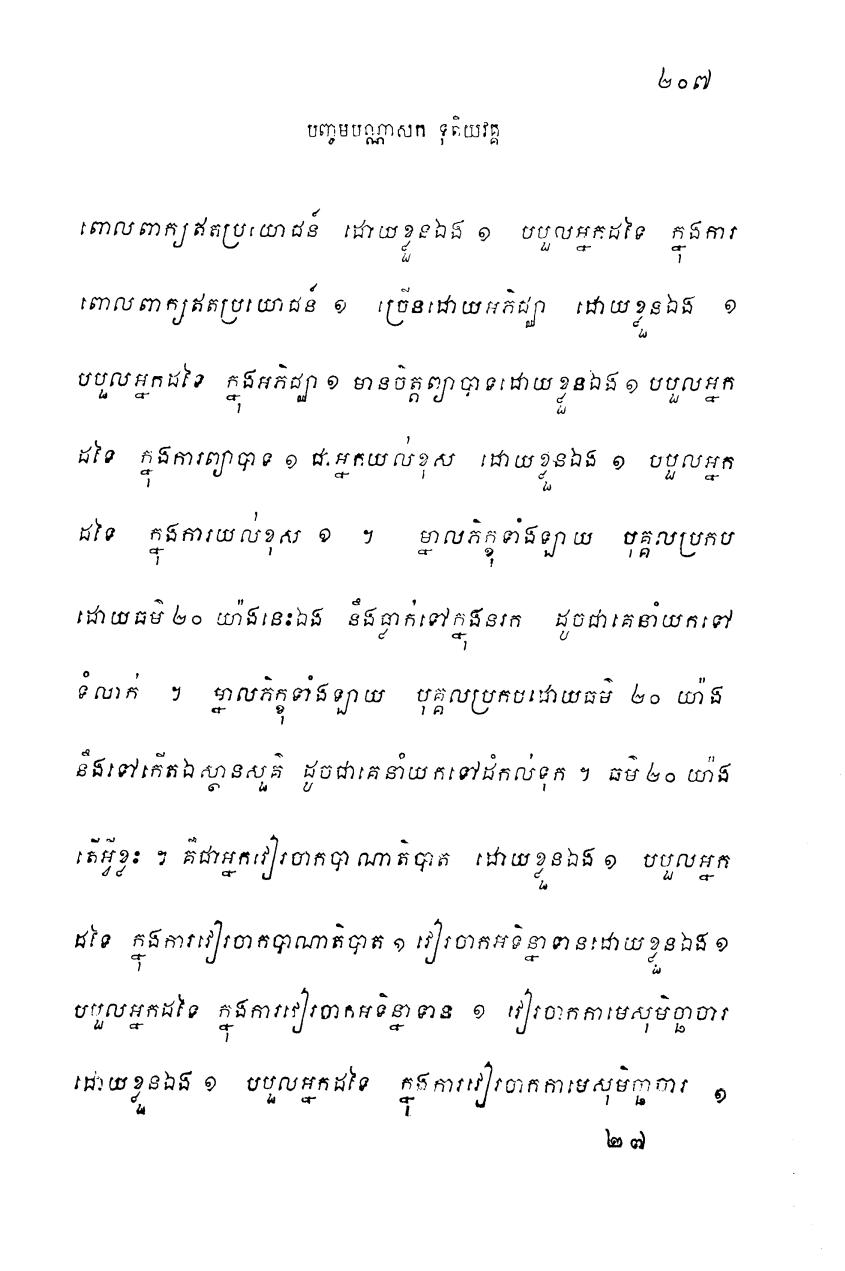 ២០៧
បញ្ចមបណ្ណាសក ទុតិយវគ្គ
ពោលពាក្យឥតប្រយោជន៍ ដោយខ្លួនឯង ១ បបួលអ្នកដទៃ ក្នុងការ
ពោលពាក្យឥតប្រយោជន៍ ១ ច្រើនដោយអភិជ្ឈា ដោយខ្លួនឯង ១
បបួលអ្នកដទៃ ក្នុងអភិជ្ឈា ១ មានចិត្តព្យាបាទដោយខ្លួនឯង ១ បបួលអ្នក
ដទៃ ក្នុងការព្យាបាទ ១ ជាអ្នកយល់ខុស ដោយខ្លួនឯង ១ បបួលអ្នក
ដទៃ ក្នុងការយល់ខុស ១ ។ ម្នាលភិក្ខុទាំងឡាយ បុគ្គលប្រកប
ដោយធម៌ ២០ យ៉ាងនេះឯង នឹងធ្លាក់ទៅក្នុងនរក ដូចជាគេនាំយកទៅ
ទំលាក់ ។ ម្នាលភិក្ខុទាំងឡាយ បុគ្គលប្រកបដោយធម៌ ២០ យ៉ាង
នឹងទៅកើតឯស្ថានសួគ៌ ដូចជាគេនាំយកទៅដំកល់ទុក ។ ធម៌ ២០ យ៉ាង
តើអ្វីខ្លះ ។ គឺជាអ្នកវៀរចាកបាណាតិបាត ដោយខ្លួនឯង ១ បបួលអ្នក
ដទៃ ក្នុងការវៀរចាកបាណាតិបាត ១ វៀរចាកអទិន្នាទានដោយខ្លួនឯង ១
បបួលអ្នកដទៃ ក្នុងការវៀរចាកអទិន្នាទាន ១ វៀរចាកកាមេសុមិច្ឆាចារ
ដោយខ្លួនឯង ១ បបួលអ្នកដទៃ ក្នុងការវៀរចាកកាមេសុមិច្ឆាចារ ១
២៧